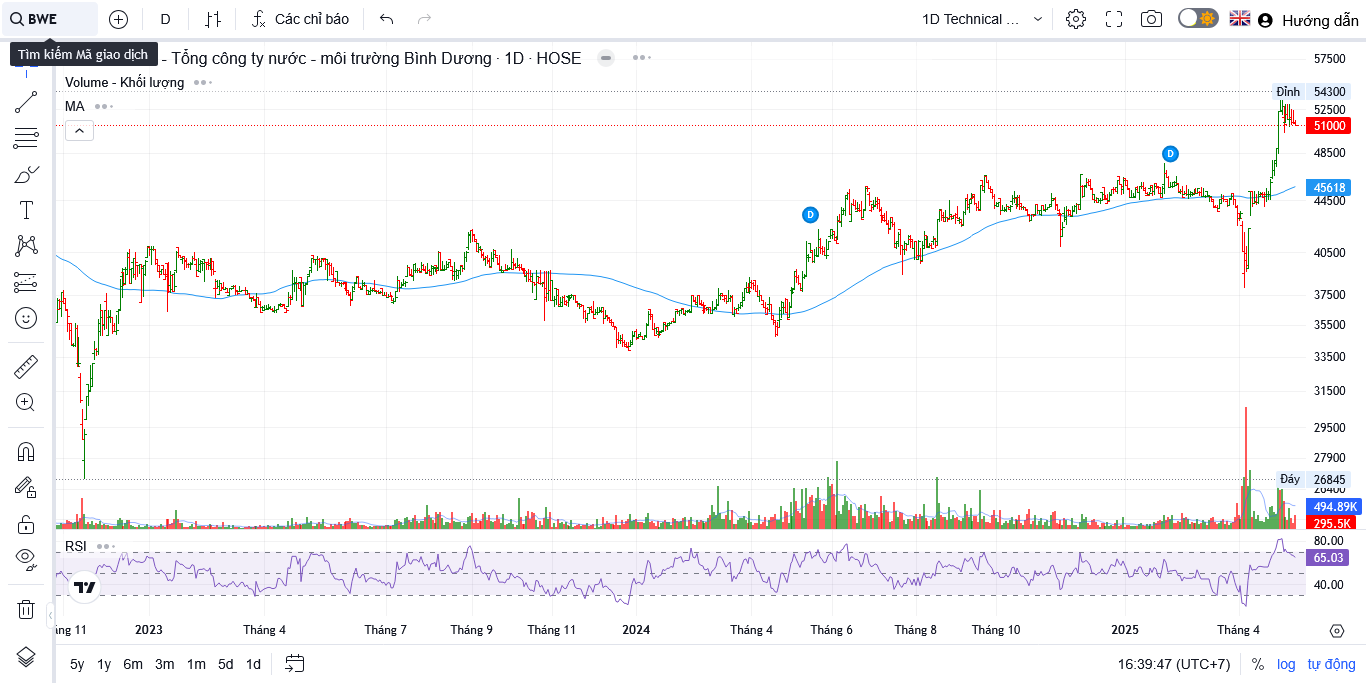 BWE
D
Các chỉ báo
1D Technical ...
Hướng dẫn
Tìm kiếm Mã giao dịch
- Tổng công ty nước - môi trường Bình Dương · 1D · HOSE
Volume - Khối lượng
MA
57500
Đỉnh 54300
52500
51000
48500
45618
44500
40500
37500
35500
33500
31500
29500
27900
Đáy 26845
26400
494.89K
295.5K
D
D
RSI
80.00
65.03
40.00
ng 11 2023 Tháng 4 Tháng 7 Tháng 9 Tháng 11 2024 Tháng 4 Tháng 6 Tháng 8 Tháng 10 2025 Tháng 4
5y 1y 6m 3m 1m 5d 1d
16:39:47 (UTC+7) % log tự động